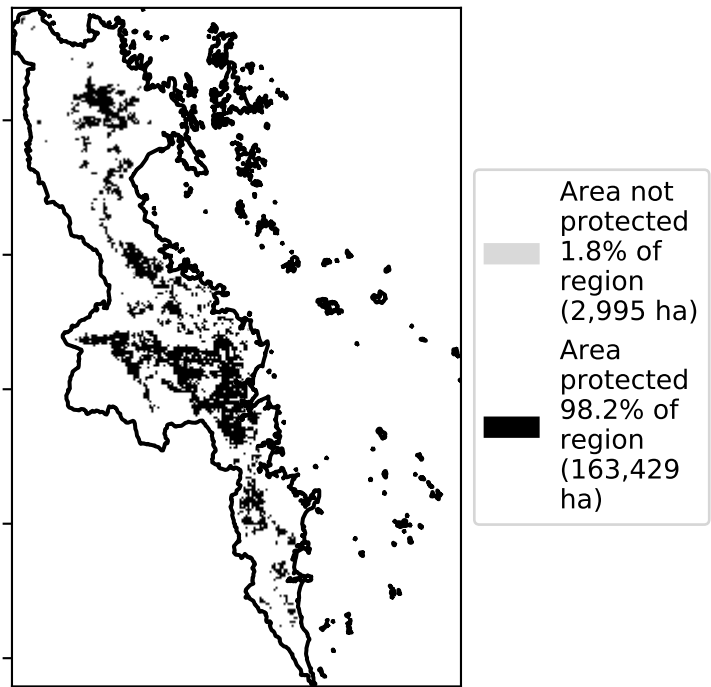 Area not
protected
1.8% of
region
(2,995 ha)
Area
protected
98.2% of
region
(163,429
ha)